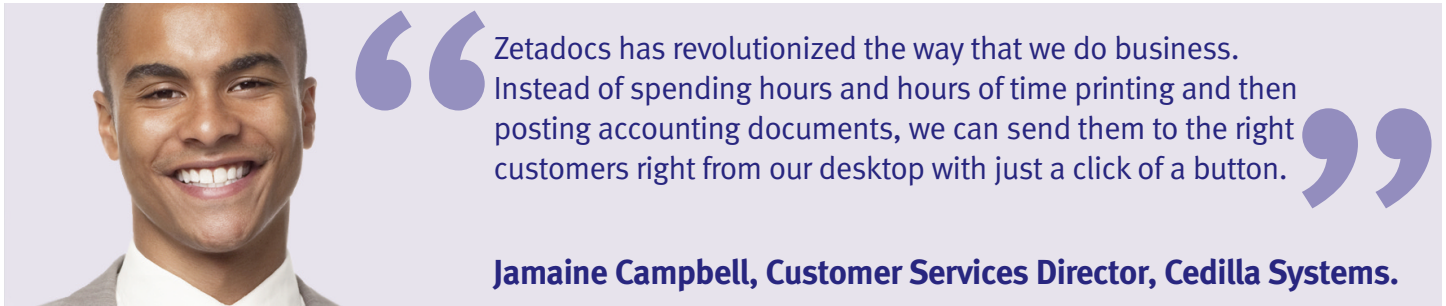 Zetadocs has revolutionized the way that we do business.
Instead of spending hours and hours of time printing and then
posting accounting documents, we can send them to the right
customers right from our desktop with just a click of a button.
Jamaine Campbell, Customer Services Director, Cedilla Systems.